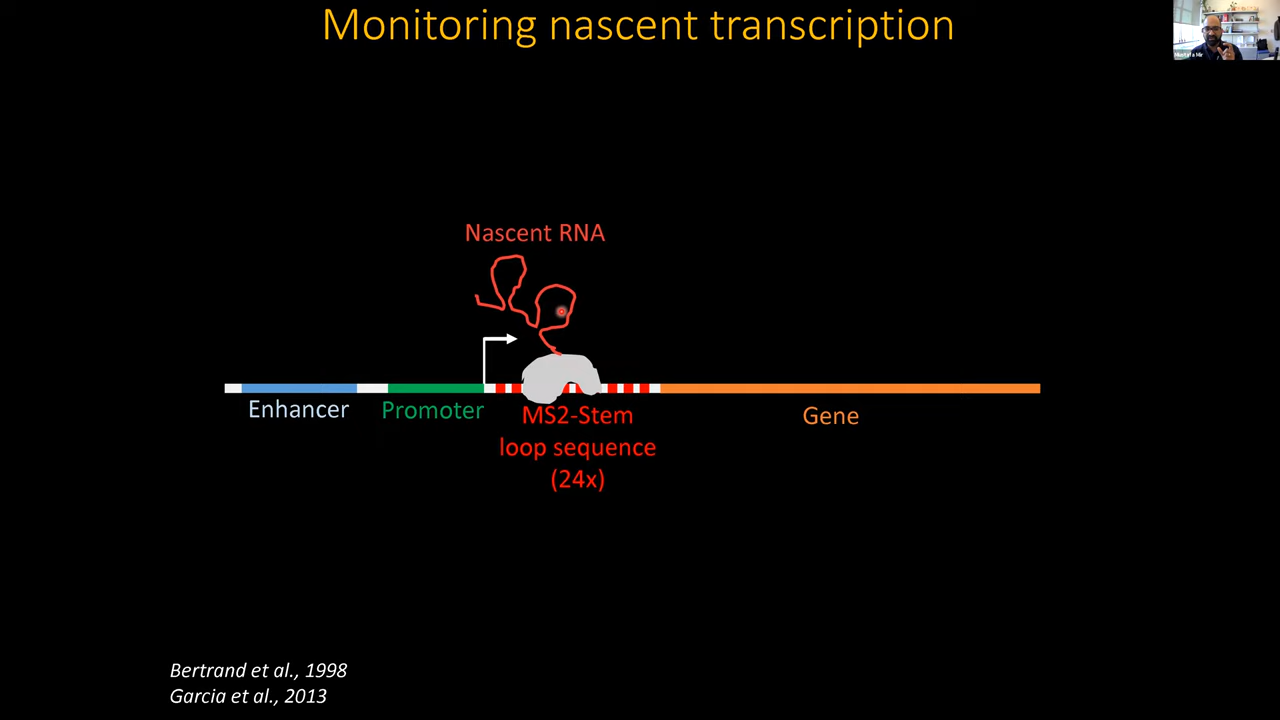 Monitoring nascent transcription
Nascent RNA
Enhancer
Promoter
MS2-Stem
loop sequence
(24x)
Gene
Bertrand et al., 1998
Garcia et al., 2013